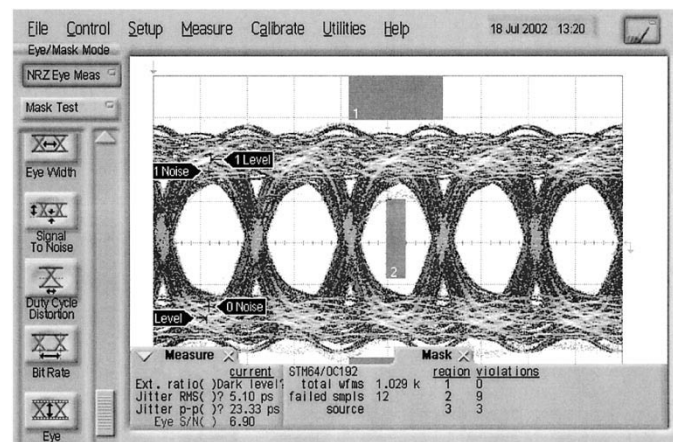 File Control Setup Measure Calibrate Utilities Help 18 Jul 2002 13:20
Eye/Mask Mode
NRZ Eye Meas
Mask Test
Eye Width
Signal
To Noise
Duty Cycle
Distortion
Bit Rate
Eye
1
1 Level
1 Noise
2
0 Noise
Level
Measure
current
Ext. ratio( )Dark level?
Jitter RMS( )? 5.10 ps
Jitter p-p( )? 23.33 ps
Eye S/N( ) 6.90
Mask
STM64/OC192 region violations
total wfms 1.029 k 1 0
failed smpls 12 2 9
source 3 3